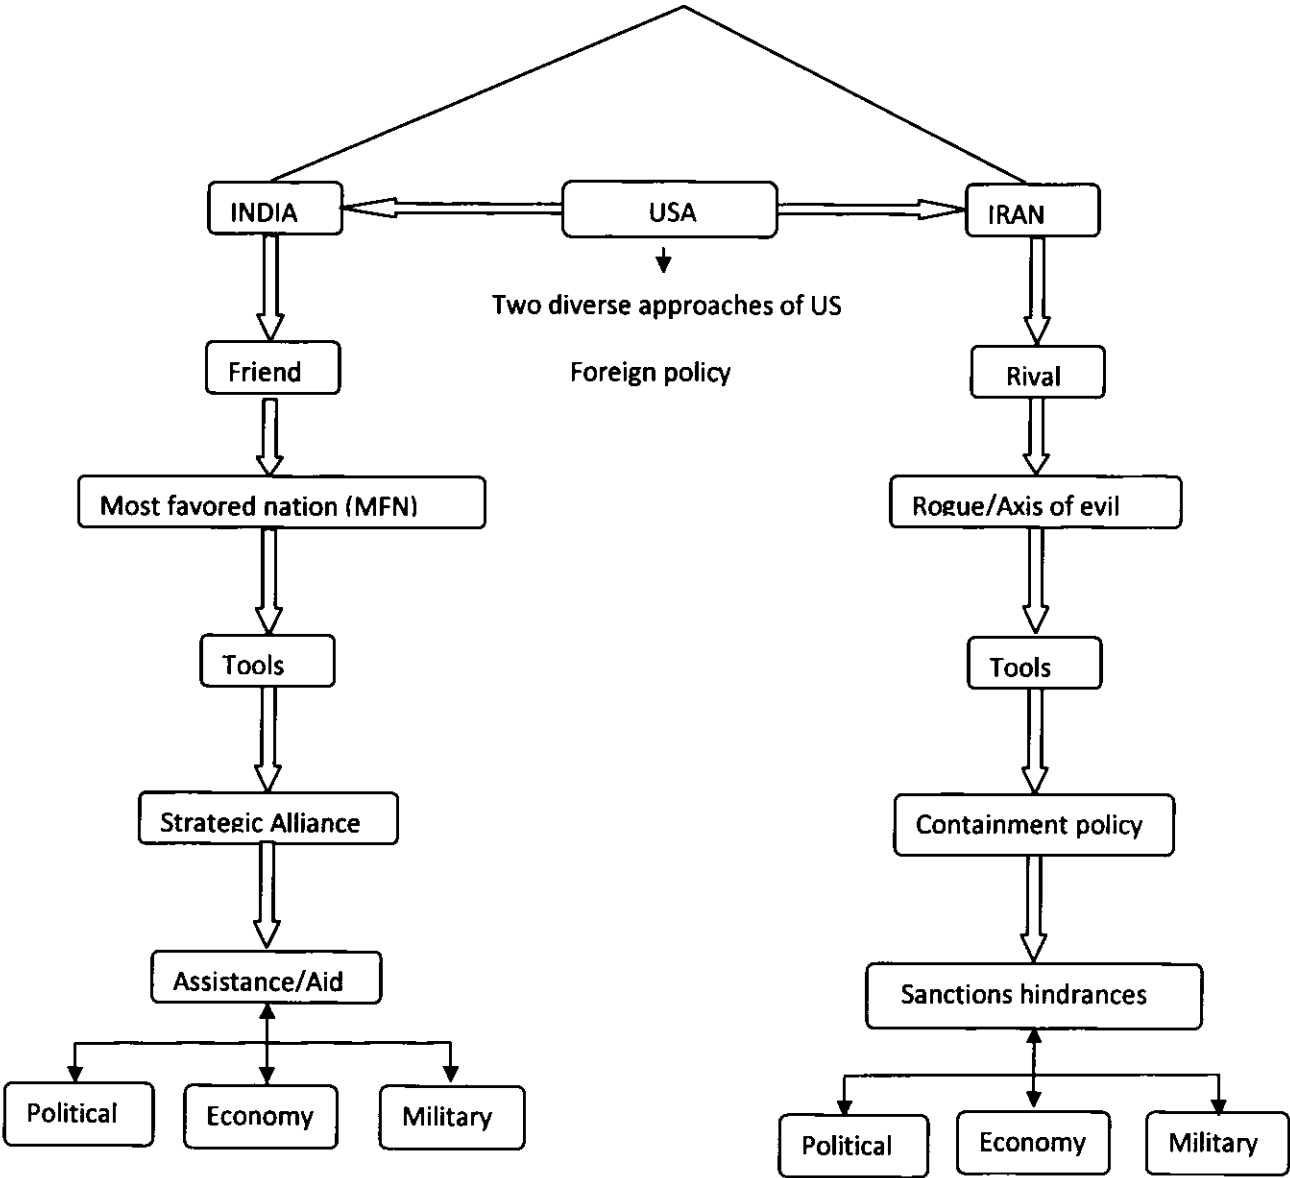 INDIA
USA
IRAN
Two diverse approaches of US
Foreign policy
Friend
Rival
Most favored nation (MFN)
Rogue/Axis of evil
Tools
Tools
Strategic Alliance
Containment policy
Assistance/Aid
Sanctions hindrances
Political
Economy
Military
Political
Economy
Military